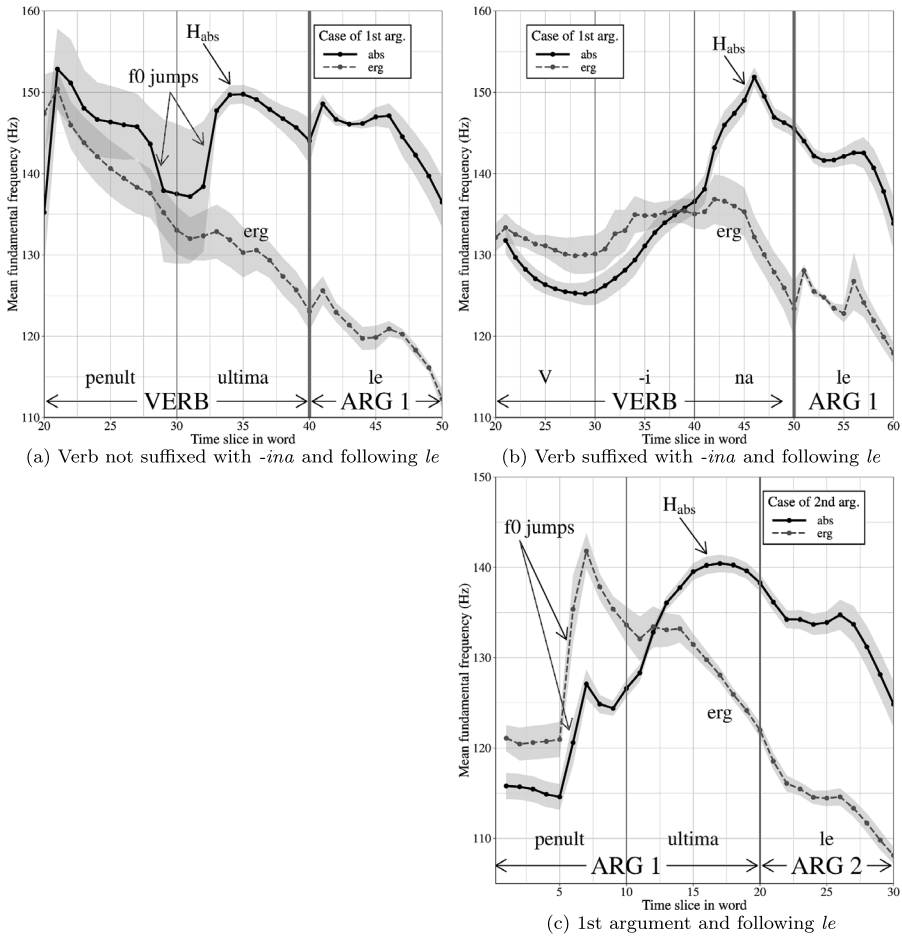 160
155
150
140
130
120
110
Mean fundamental frequency (Hz)
H_abs
f0 jumps
Case of 1st arg.
abs
erg
erg
penult ultima le
VERB ARG 1
20 25 30 35 40 45 50
Time slice in word
(a) Verb not suffixed with -ina and following le
160
155
150
140
130
120
110
Mean fundamental frequency (Hz)
Case of 1st arg.
abs
erg
H_abs
erg
V -i na le
VERB ARG 1
20 25 30 35 40 45 50 55 60
Time slice in word
(b) Verb suffixed with -ina and following le
150
140
130
120
110
Mean fundamental frequency (Hz)
H_abs
f0 jumps
Case of 2nd arg.
abs
erg
erg
penult ultima le
ARG 1 ARG 2
5 10 15 20 25 30
Time slice in word
(c) 1st argument and following le